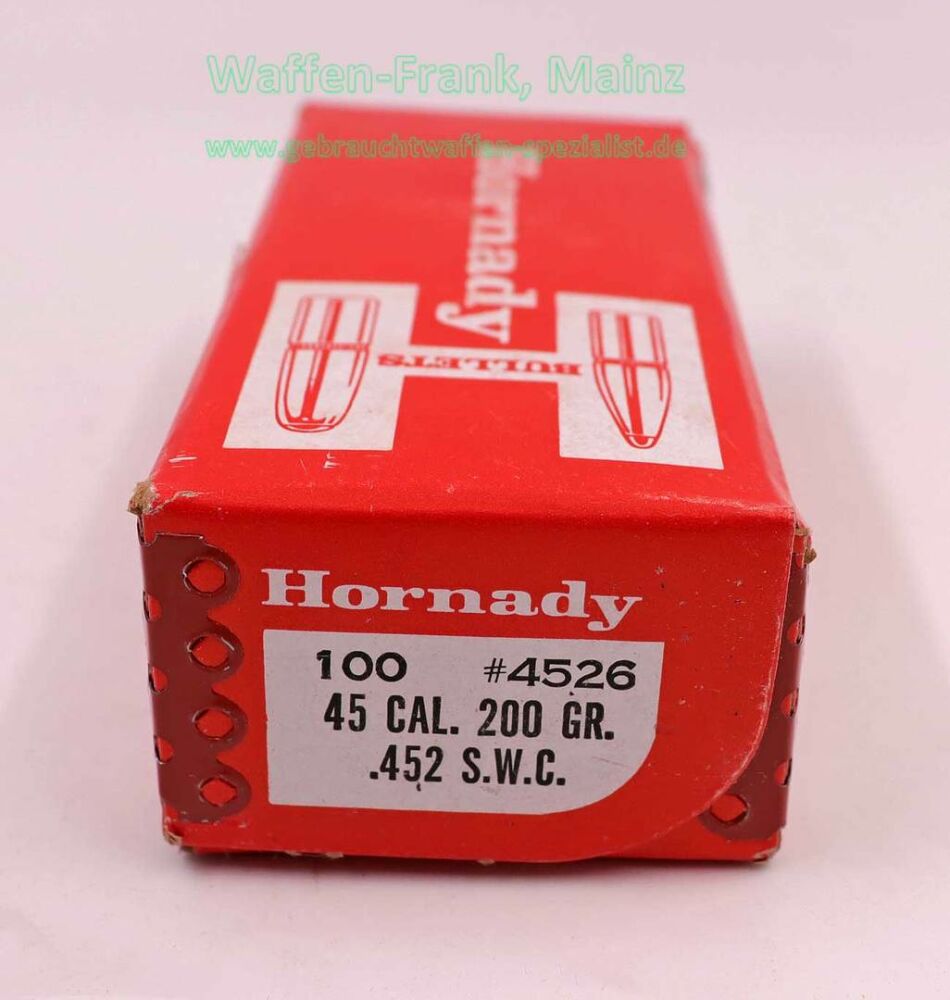 Waffen-Frank, Mainz
www.gebrauchtwaffen-spezialist.de
Hornady
BULLETS
Hornady
100 #4526
45 CAL. 200 GR.
.452 S.W.C.